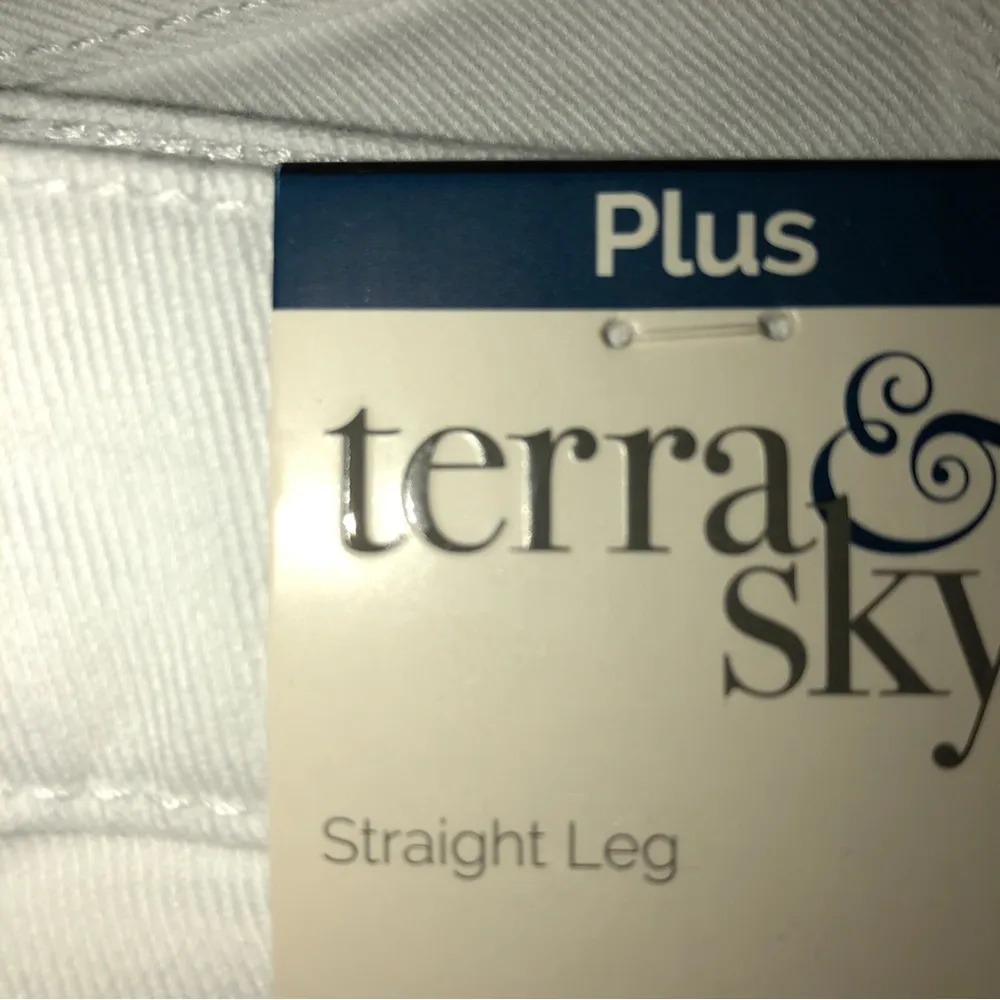 Plus
terra &
sky
Straight Leg